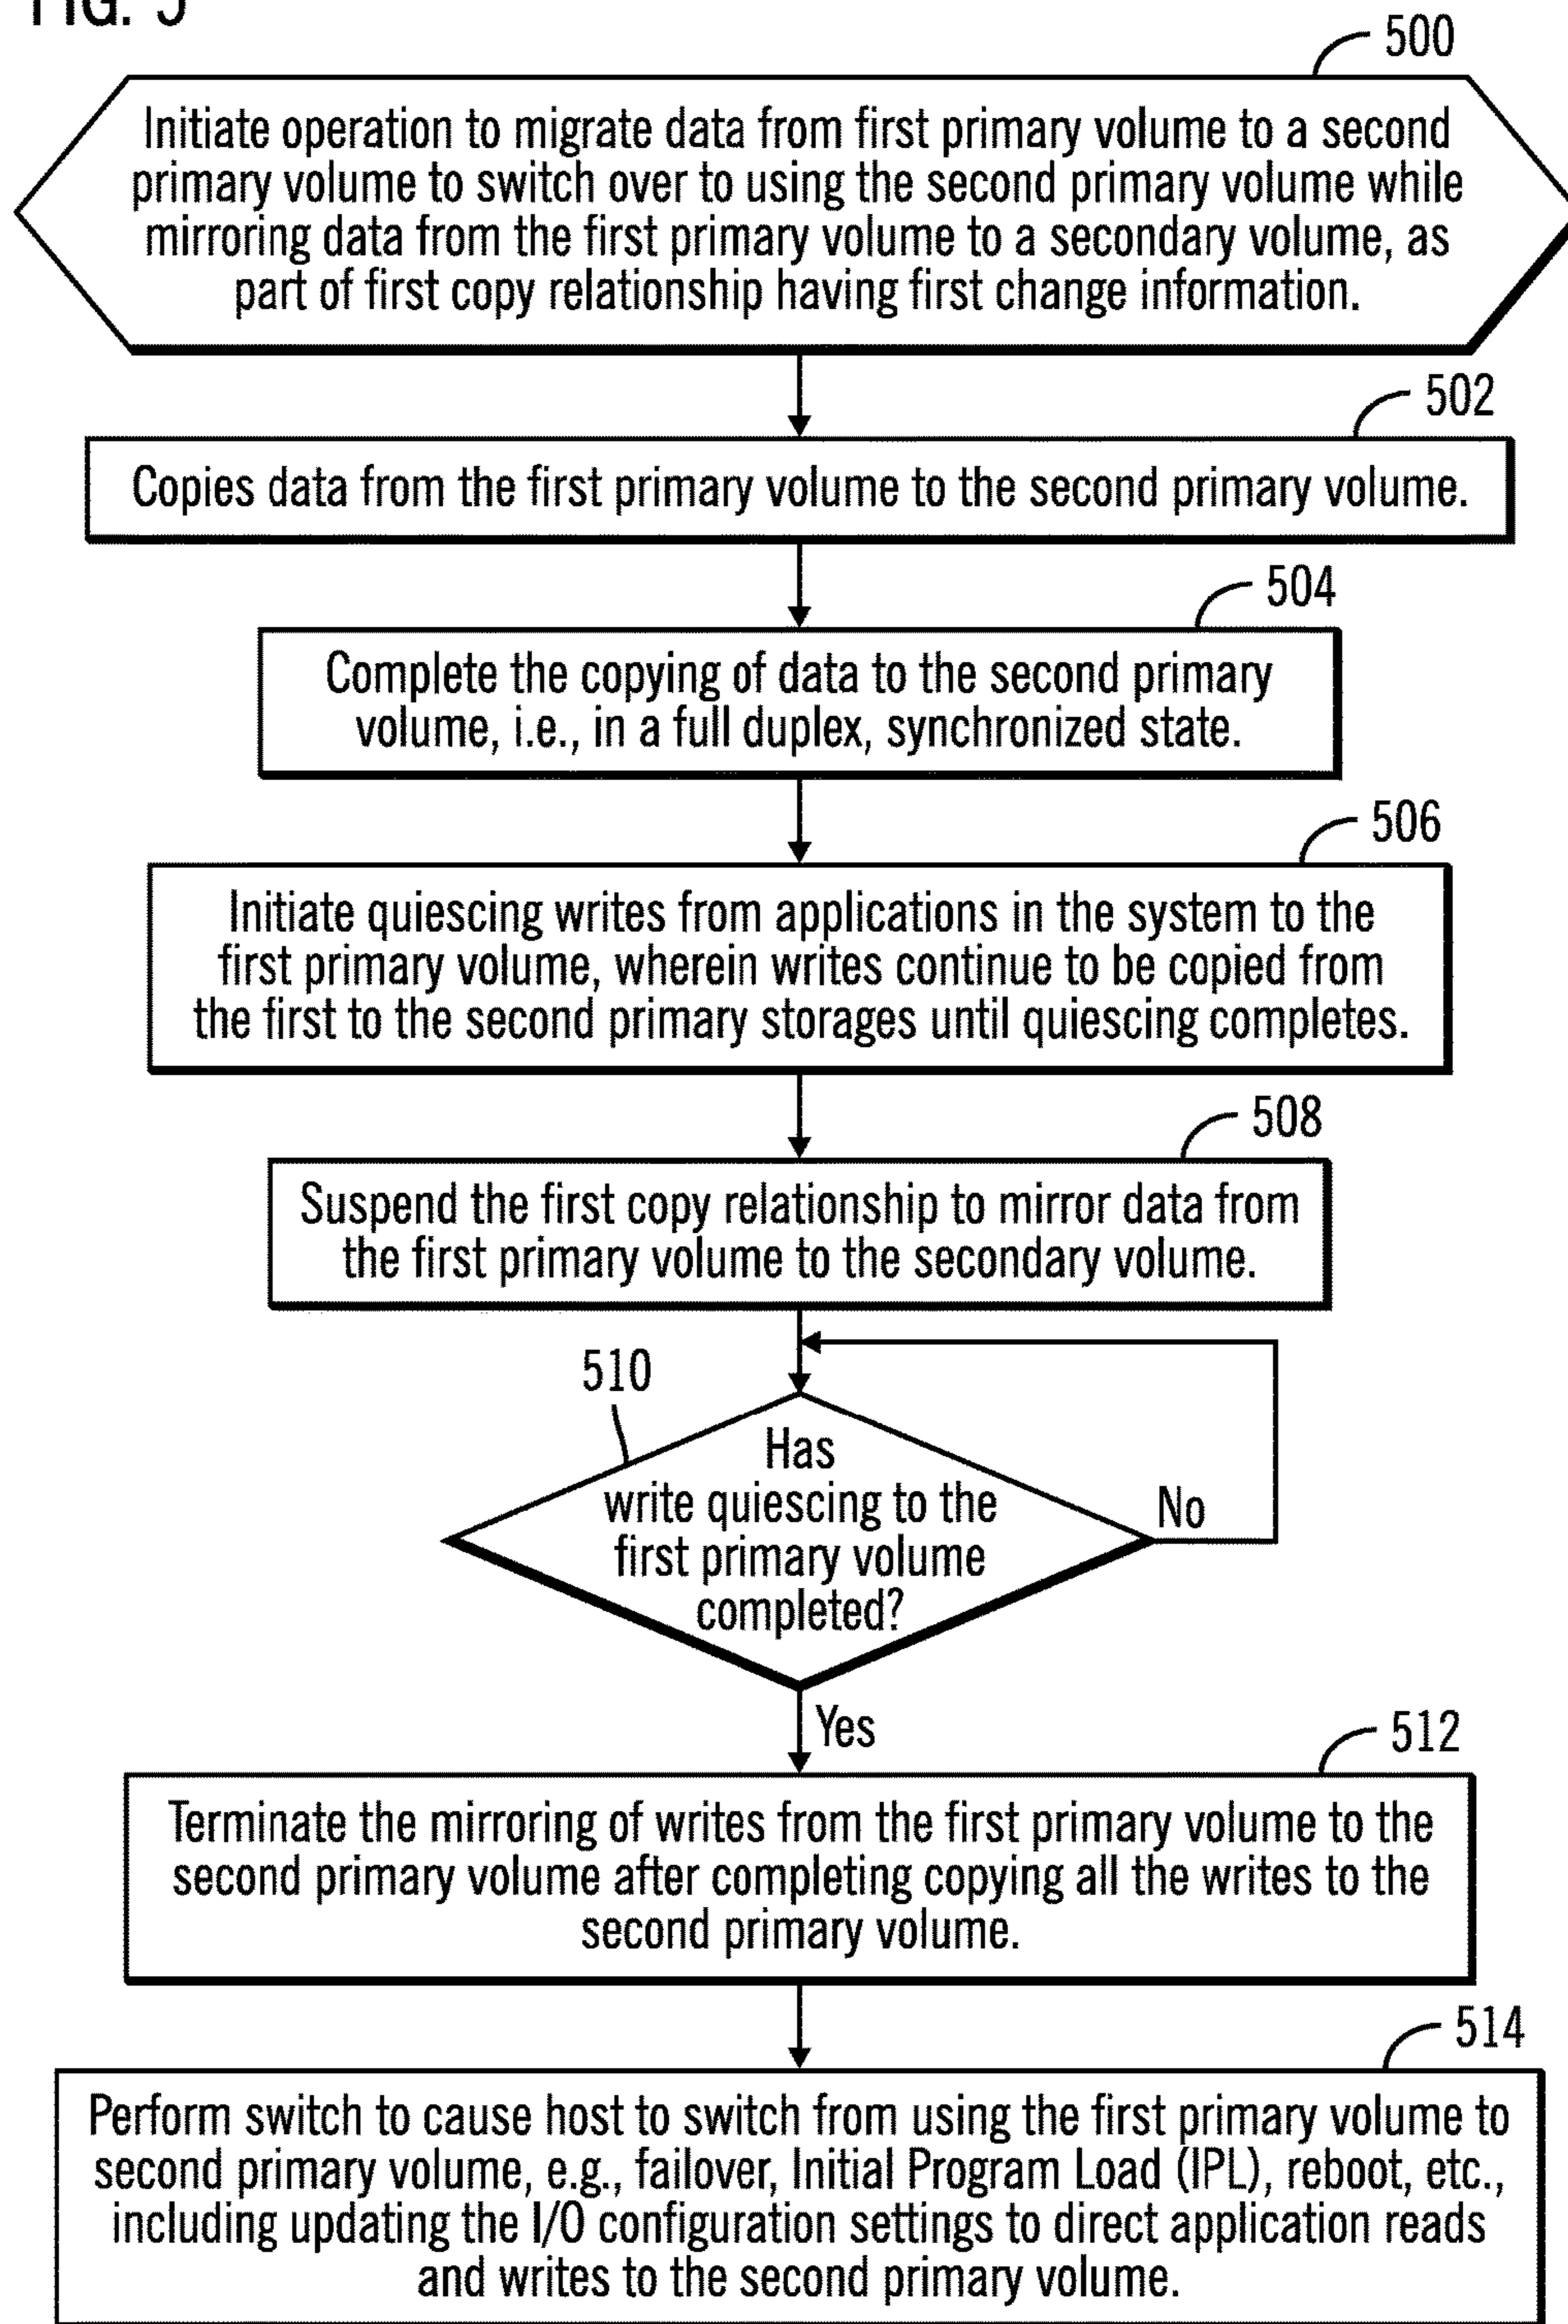 FIG. 5
500
Initiate operation to migrate data from first primary volume to a second
primary volume to switch over to using the second primary volume while
mirroring data from the first primary volume to a secondary volume, as
part of first copy relationship having first change information.
502
Copies data from the first primary volume to the second primary volume.
504
Complete the copying of data to the second primary
volume, i.e., in a full duplex, synchronized state.
506
Initiate quiescing writes from applications in the system to the
first primary volume, wherein writes continue to be copied from
the first to the second primary storages until quiescing completes.
508
Suspend the first copy relationship to mirror data from
the first primary volume to the secondary volume.
510
Has
write quiescing to the
first primary volume
completed?
No
Yes
512
Terminate the mirroring of writes from the first primary volume to the
second primary volume after completing copying all the writes to the
second primary volume.
514
Perform switch to cause host to switch from using the first primary volume to
second primary volume, e.g., failover, Initial Program Load (IPL), reboot, etc.,
including updating the I/O configuration settings to direct application reads
and writes to the second primary volume.